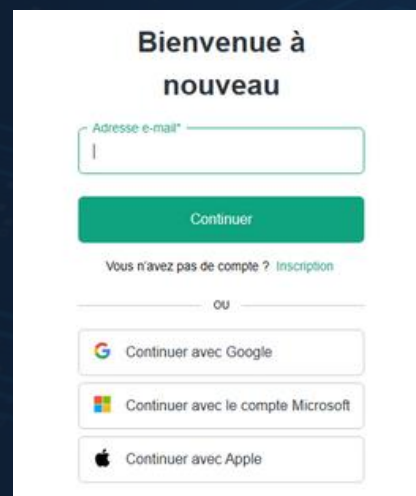 Bienvenue à
nouveau
Adresse e-mail*
Continuer
Vous n'avez pas de compte ? Inscription
OU
Continuer avec Google
Continuer avec le compte Microsoft
Continuer avec Apple